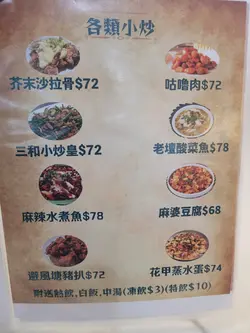 各類小炒
芥末沙拉骨$72
咕嚕肉$72
三和小炒皇$72
老壇酸菜魚$78
麻辣水煮魚$78
麻婆豆腐$68
避風塘豬扒$72
花甲蒸水蛋$74
附送熱飲,白飯,中湯(凍飲$3)(特飲$10)